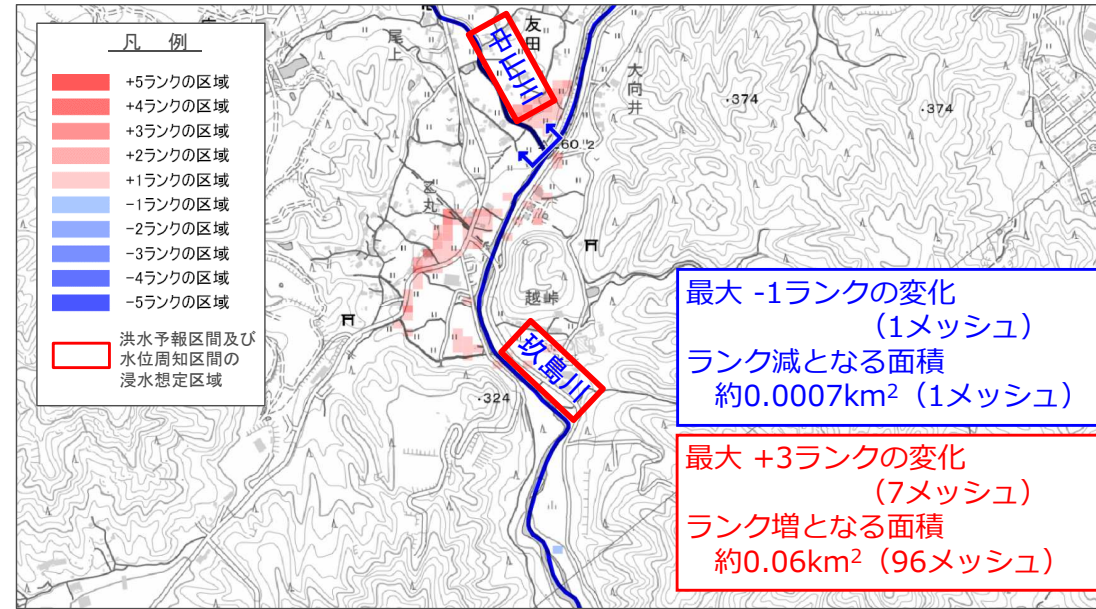 凡 例
+5ランクの区域
+4ランクの区域
+3ランクの区域
+2ランクの区域
+1ランクの区域
-1ランクの区域
-2ランクの区域
-3ランクの区域
-4ランクの区域
-5ランクの区域
洪水予報区間及び
水位周知区間の
浸水想定区域
友田
尾上
中山川
大向井
・374
・374
260.2
乙丸
越峠
玖島川
・324
最大 -1ランクの変化
（1メッシュ）
ランク減となる面積
約0.0007km²（1メッシュ）
最大 +3ランクの変化
（7メッシュ）
ランク増となる面積
約0.06km²（96メッシュ）